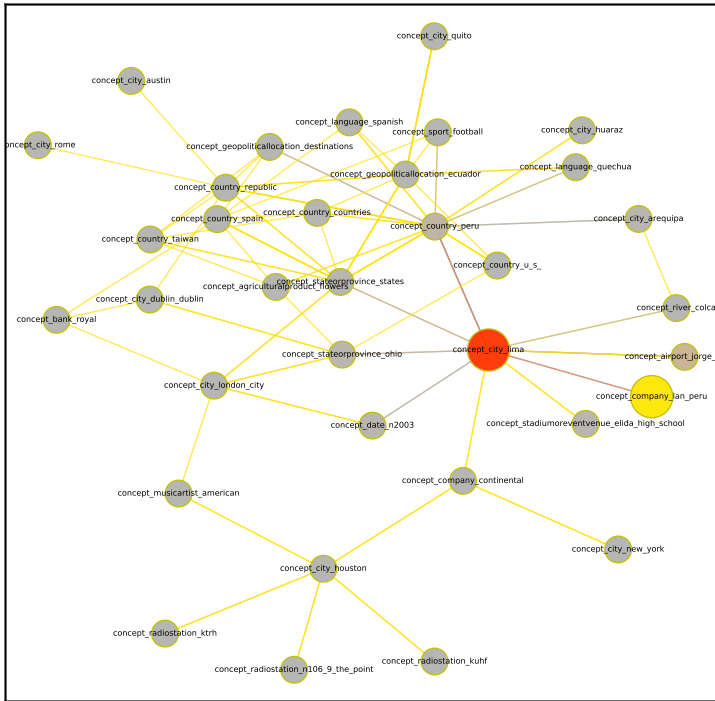 concept_city_quito
concept_city_austin
concept_language_spanish
concept_sport_football
concept_city_huaraz
concept_city_rome
concept_geopoliticallocation_destinations
concept_language_quechua
concept_geopoliticallocation_ecuador
concept_country_republic
concept_country_countries
concept_country_spain
concept_city_arequipa
concept_country_peru
concept_country_taiwan
concept_country_u_s_
concept_stateorprovince_states
concept_agriculturalproduct_flowers
concept_city_dublin_dublin
concept_river_colca
concept_bank_royal
concept_city_lima
concept_stateorprovince_ohio
concept_airport_jorge_
concept_city_london_city
concept_company_lan_peru
concept_stadiumoreventvenue_elida_high_school
concept_date_n2003
concept_company_continental
concept_musicartist_american
concept_city_new_york
concept_city_houston
concept_radiostation_ktrh
concept_radiostation_kuhf
concept_radiostation_n106_9_the_point